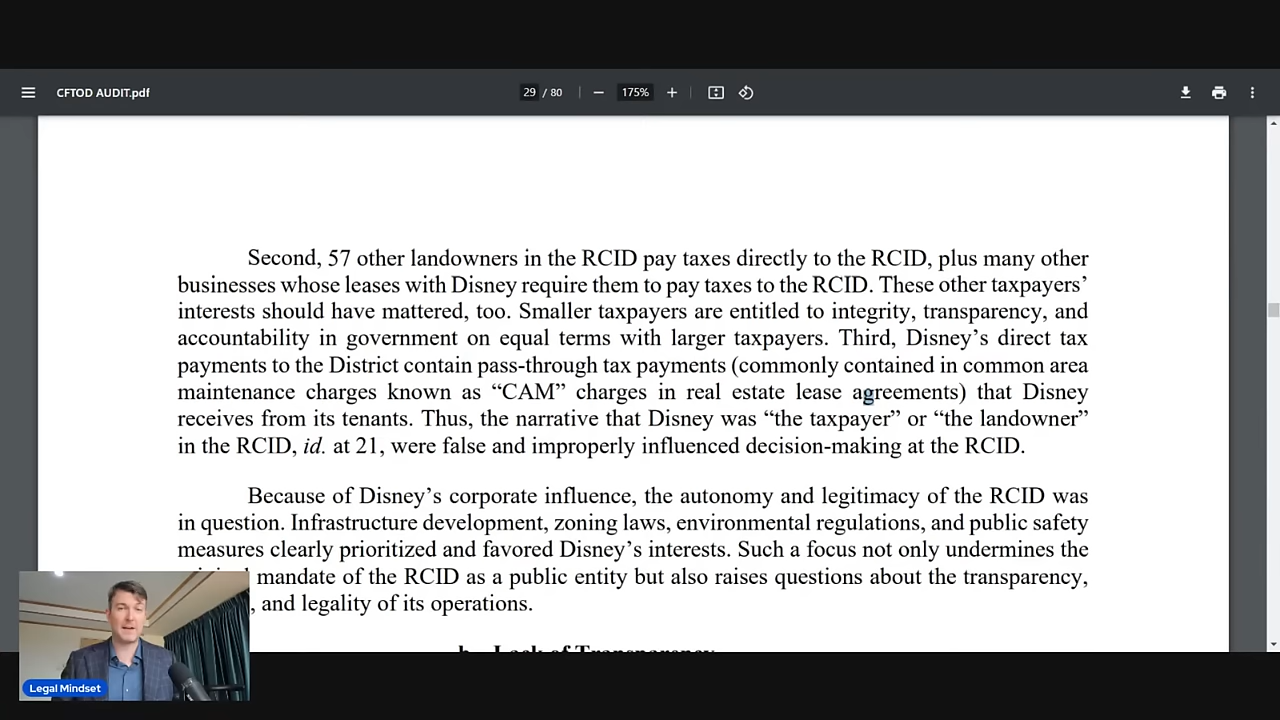 CFTOD AUDIT.pdf
29 / 80
175%
Second, 57 other landowners in the RCID pay taxes directly to the RCID, plus many other
businesses whose leases with Disney require them to pay taxes to the RCID. These other taxpayers’
interests should have mattered, too. Smaller taxpayers are entitled to integrity, transparency, and
accountability in government on equal terms with larger taxpayers. Third, Disney’s direct tax
payments to the District contain pass-through tax payments (commonly contained in common area
maintenance charges known as “CAM” charges in real estate lease agreements) that Disney
receives from its tenants. Thus, the narrative that Disney was “the taxpayer” or “the landowner”
in the RCID, id. at 21, were false and improperly influenced decision-making at the RCID.
Because of Disney’s corporate influence, the autonomy and legitimacy of the RCID was
in question. Infrastructure development, zoning laws, environmental regulations, and public safety
measures clearly prioritized and favored Disney’s interests. Such a focus not only undermines the
mandate of the RCID as a public entity but also raises questions about the transparency,
, and legality of its operations.
b. Lack of Transparency
Legal Mindset